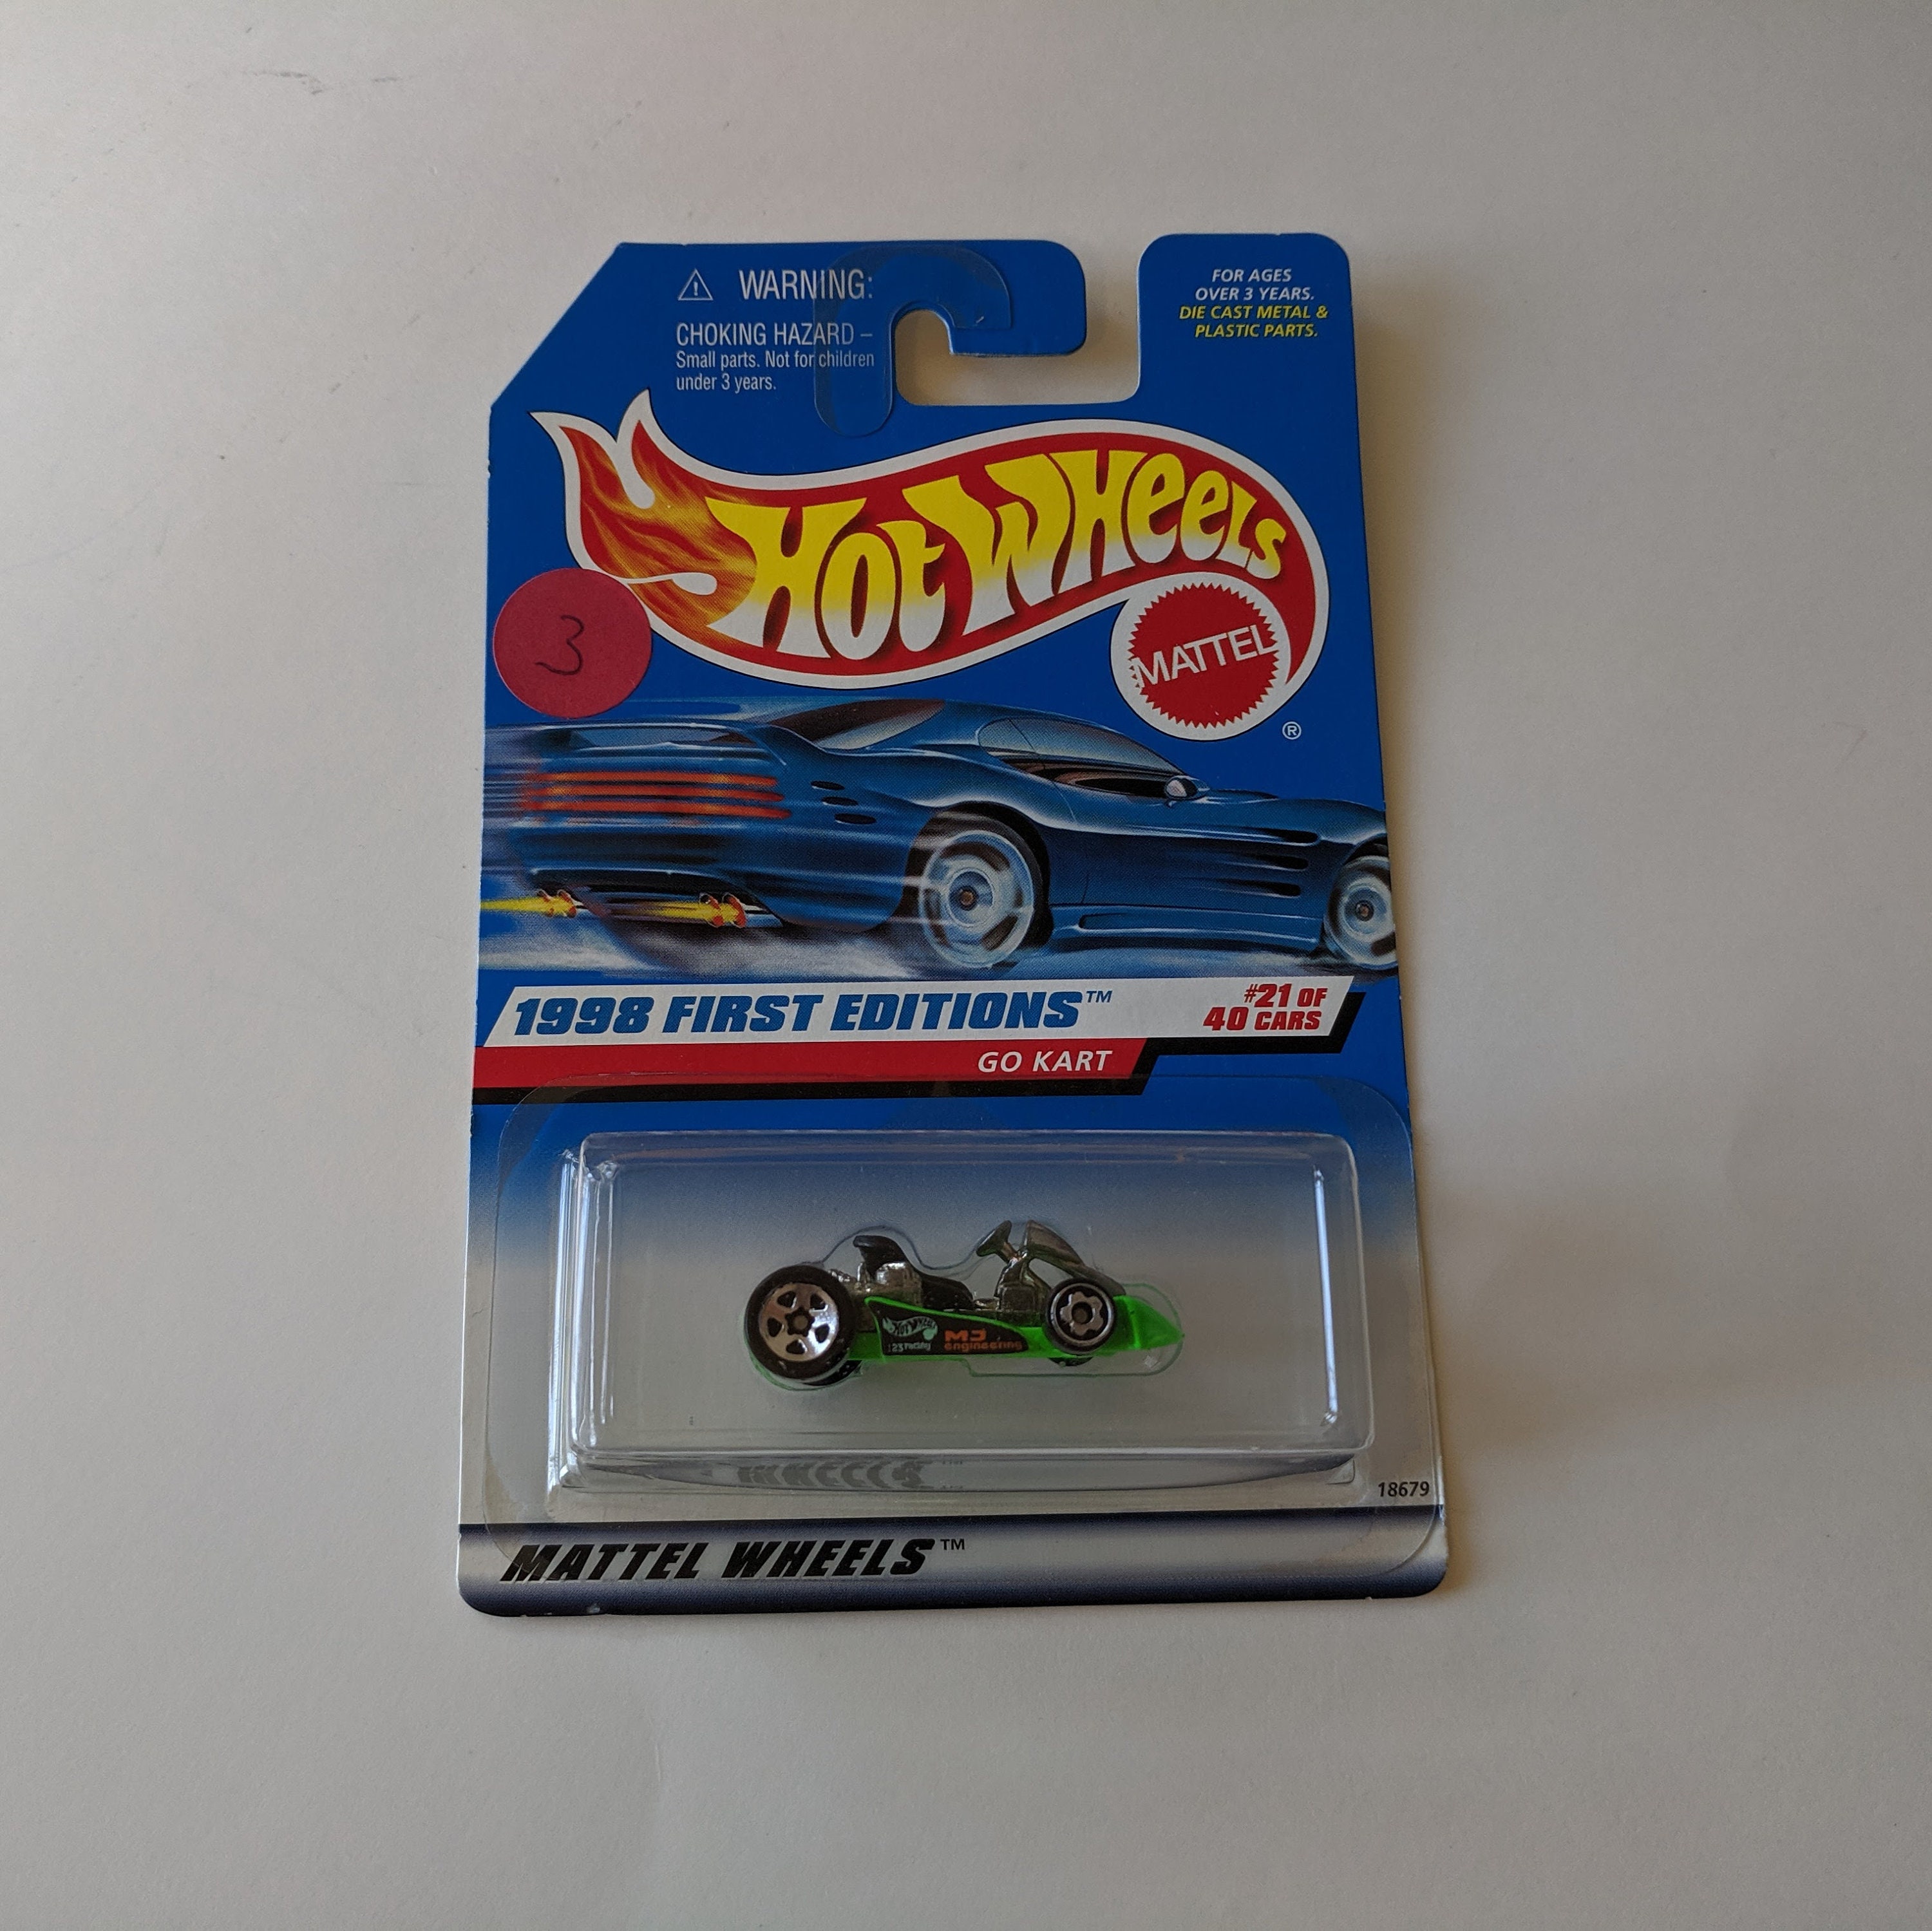 WARNING:
CHOKING HAZARD –
Small parts. Not for children
under 3 years.
FOR AGES
OVER 3 YEARS.
DIE CAST METAL &
PLASTIC PARTS.
Hot Wheels
MATTEL
®
3
1998 FIRST EDITIONS™
#21 OF
40 CARS
GO KART
Hot Wheels
MJ
engineering
18679
MATTEL WHEELS™